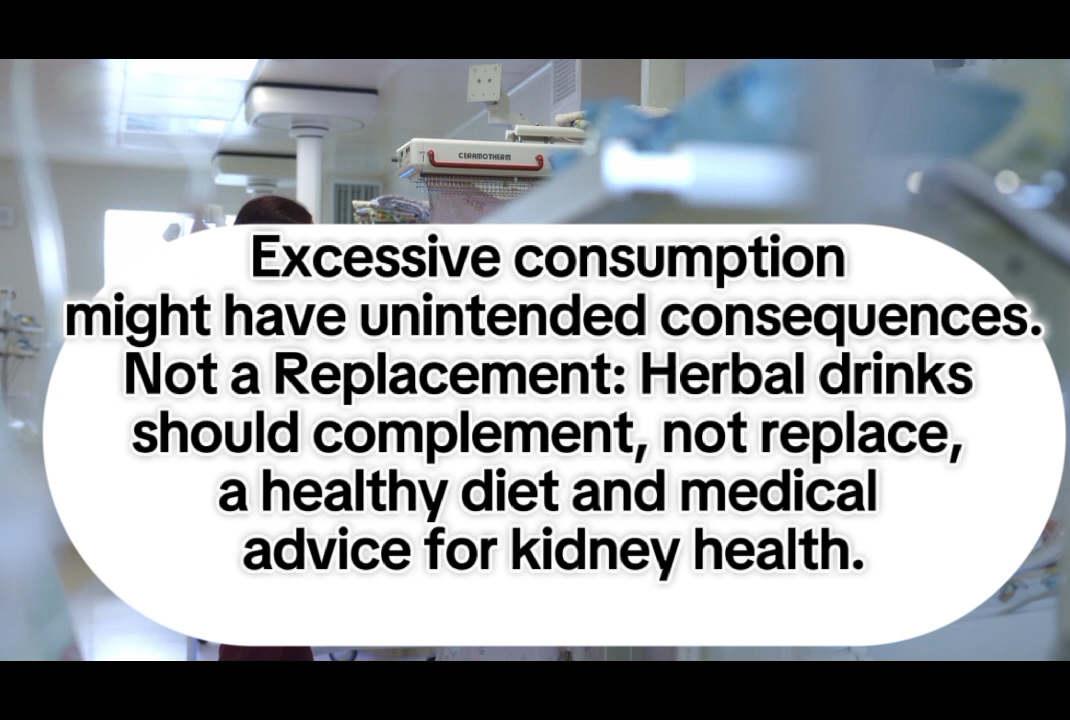 CERAMOTHERM
Excessive consumption
might have unintended consequences.
Not a Replacement: Herbal drinks
should complement, not replace,
a healthy diet and medical
advice for kidney health.